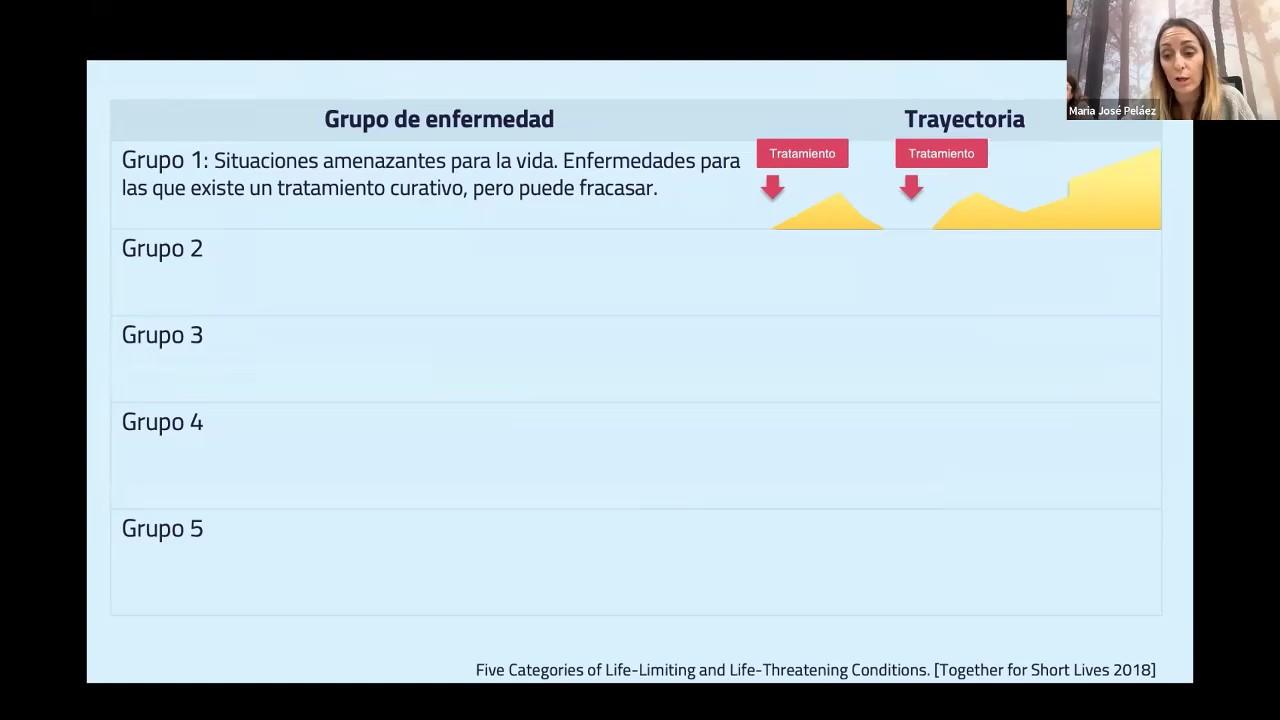 Maria José Peláez
Grupo de enfermedad
Trayectoria
Grupo 1: Situaciones amenazantes para la vida. Enfermedades para
las que existe un tratamiento curativo, pero puede fracasar.
Tratamiento
Tratamiento
Grupo 2
Grupo 3
Grupo 4
Grupo 5
Five Categories of Life-Limiting and Life-Threatening Conditions. [Together for Short Lives 2018]